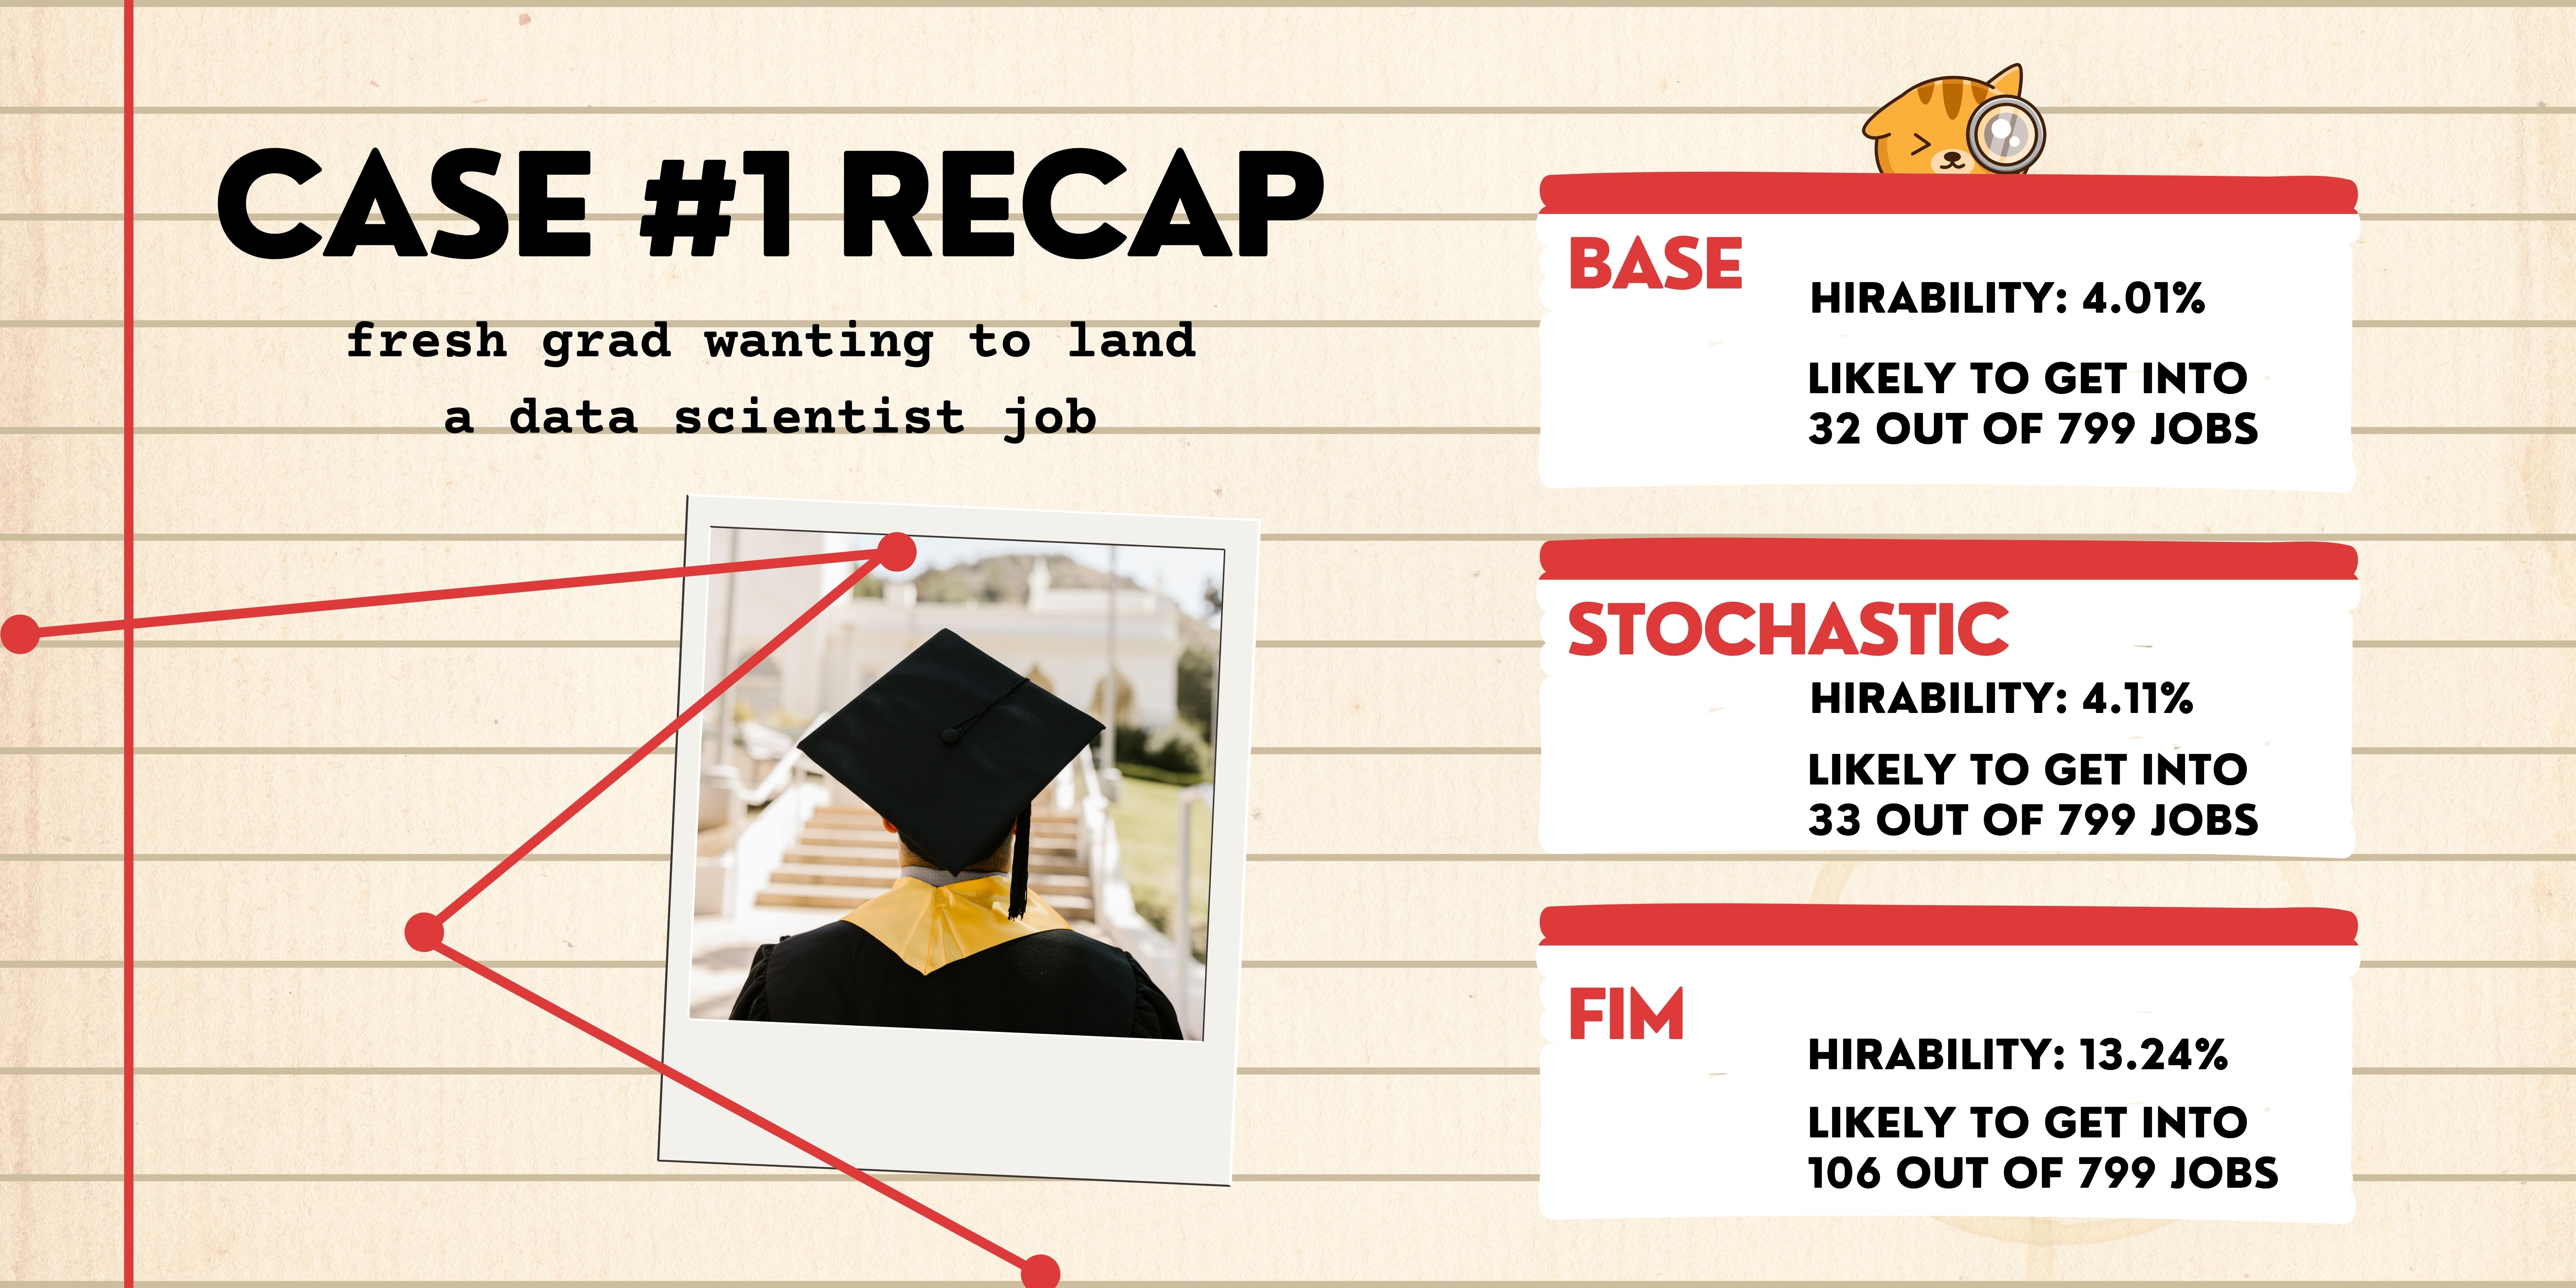 CASE #1 RECAP
fresh grad wanting to land
a data scientist job
BASE
HIRABILITY: 4.01%
LIKELY TO GET INTO
32 OUT OF 799 JOBS
STOCHASTIC
HIRABILITY: 4.11%
LIKELY TO GET INTO
33 OUT OF 799 JOBS
FIM
HIRABILITY: 13.24%
LIKELY TO GET INTO
106 OUT OF 799 JOBS